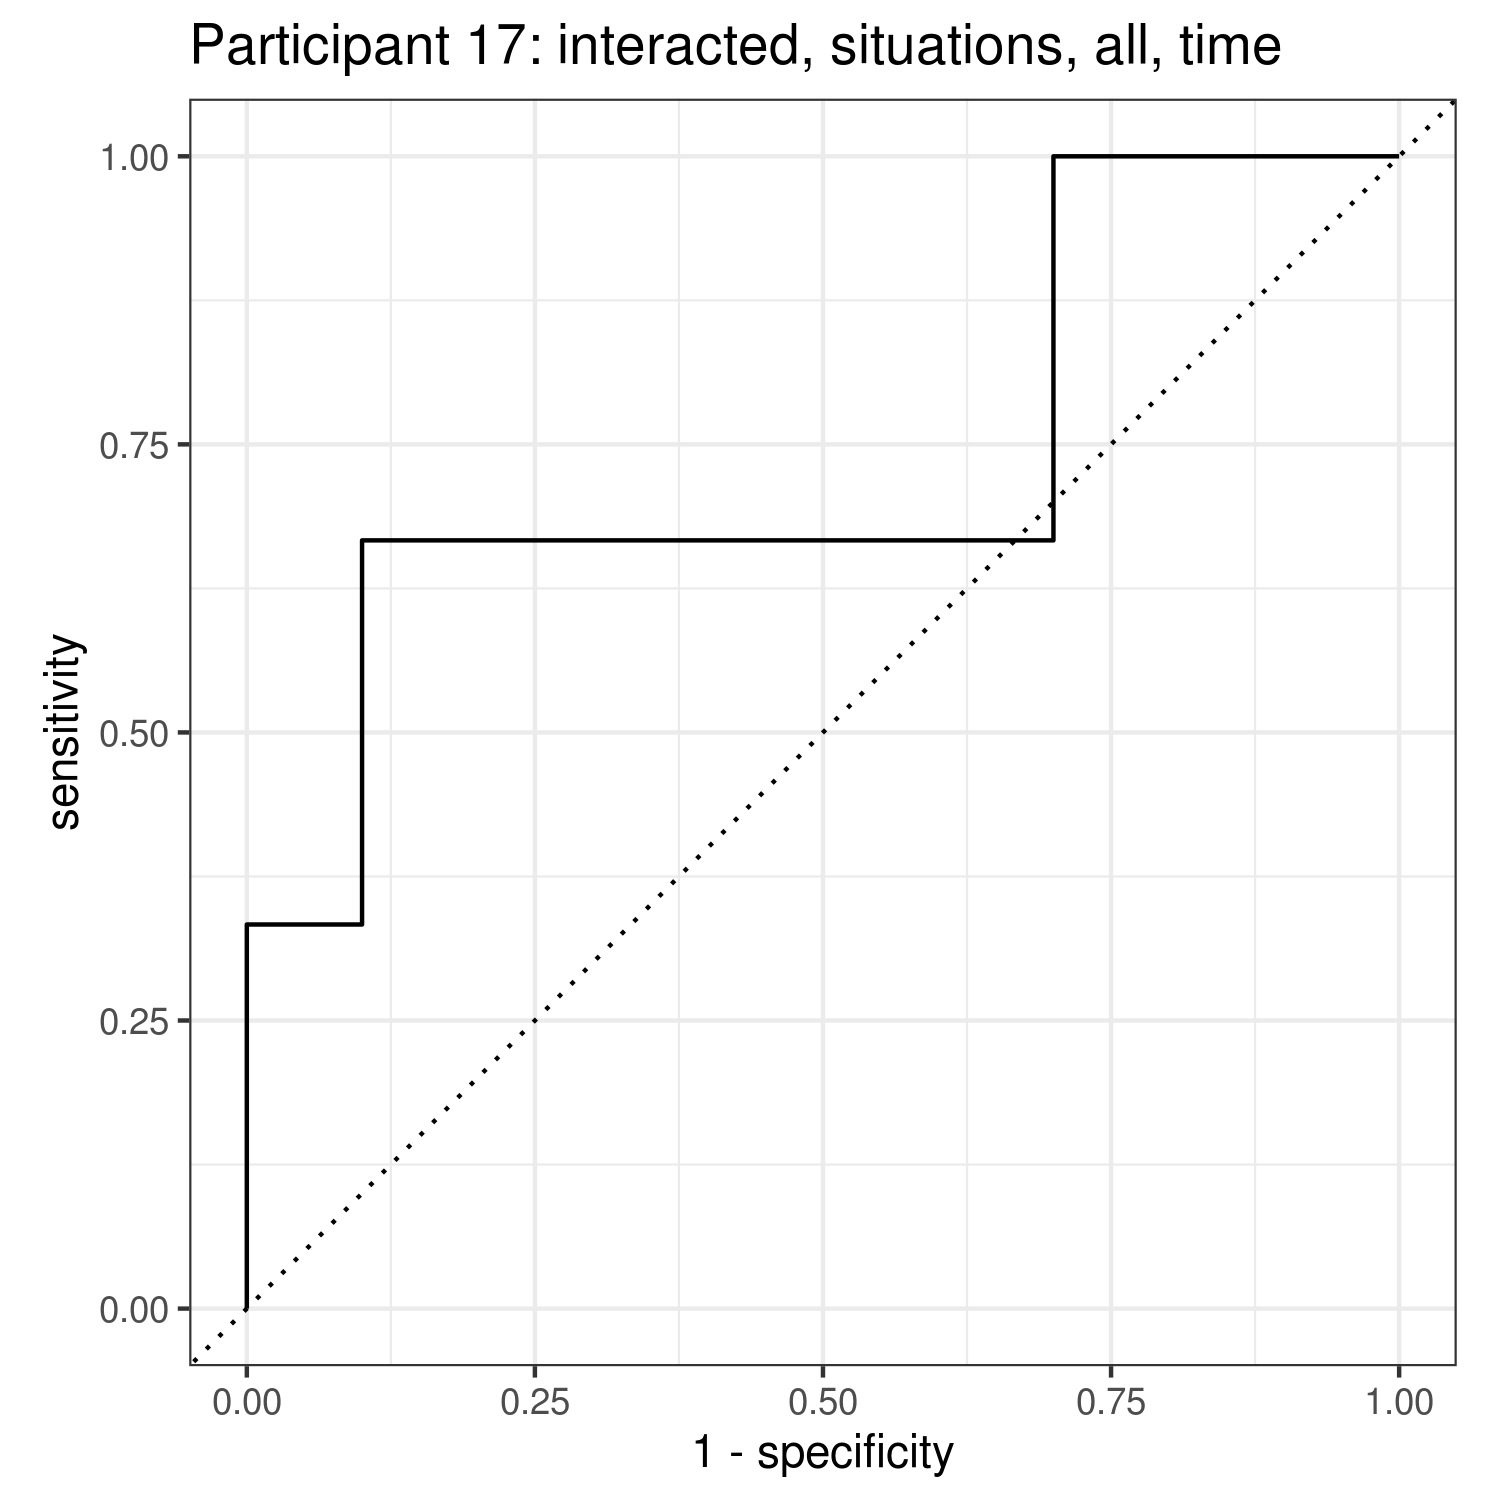 Participant 17: interacted, situations, all, time
1.00
0.75
0.50
0.25
0.00
sensitivity
0.00 0.25 0.50 0.75 1.00
1 - specificity